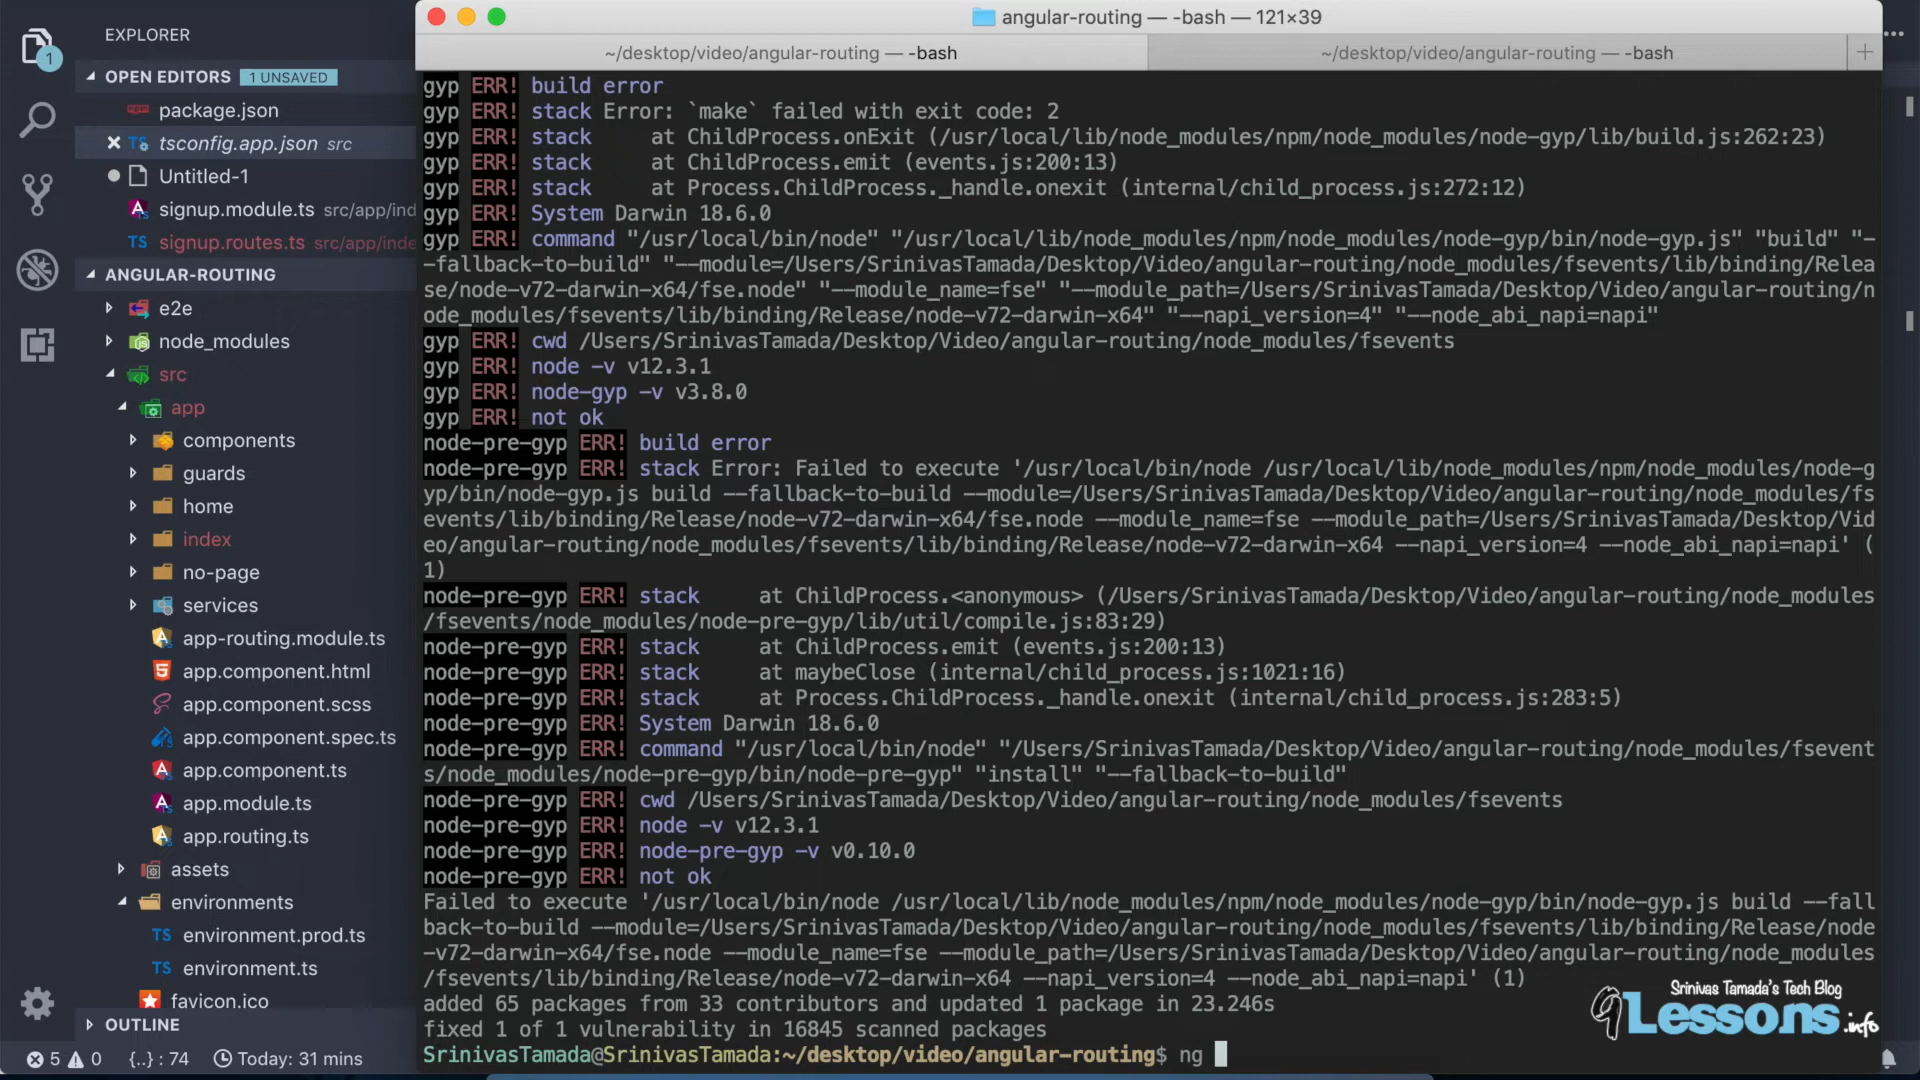 EXPLORER
OPEN EDITORS 1 UNSAVED
package.json
tsconfig.app.json src
Untitled-1
signup.module.ts src/app/ind
signup.routes.ts src/app/inde
ANGULAR-ROUTING
e2e
node_modules
src
app
components
guards
home
index
no-page
services
app-routing.module.ts
app.component.html
app.component.scss
app.component.spec.ts
app.component.ts
app.module.ts
app.routing.ts
assets
environments
environment.prod.ts
environment.ts
favicon.ico
OUTLINE
5 0 {..} : 74 Today: 31 mins
1
angular-routing — -bash — 121×39
~/desktop/video/angular-routing — -bash
~/desktop/video/angular-routing — -bash
gyp ERR! build error
gyp ERR! stack Error: `make` failed with exit code: 2
gyp ERR! stack     at ChildProcess.onExit (/usr/local/lib/node_modules/npm/node_modules/node-gyp/lib/build.js:262:23)
gyp ERR! stack     at ChildProcess.emit (events.js:200:13)
gyp ERR! stack     at Process.ChildProcess._handle.onexit (internal/child_process.js:272:12)
gyp ERR! System Darwin 18.6.0
gyp ERR! command "/usr/local/bin/node" "/usr/local/lib/node_modules/npm/node_modules/node-gyp/bin/node-gyp.js" "build" "-
-fallback-to-build" "--module=/Users/SrinivasTamada/Desktop/Video/angular-routing/node_modules/fsevents/lib/binding/Relea
se/node-v72-darwin-x64/fse.node" "--module_name=fse" "--module_path=/Users/SrinivasTamada/Desktop/Video/angular-routing/n
ode_modules/fsevents/lib/binding/Release/node-v72-darwin-x64" "--napi_version=4" "--node_abi_napi=napi"
gyp ERR! cwd /Users/SrinivasTamada/Desktop/Video/angular-routing/node_modules/fsevents
gyp ERR! node -v v12.3.1
gyp ERR! node-gyp -v v3.8.0
gyp ERR! not ok
node-pre-gyp ERR! build error
node-pre-gyp ERR! stack Error: Failed to execute '/usr/local/bin/node /usr/local/lib/node_modules/npm/node_modules/node-g
yp/bin/node-gyp.js build --fallback-to-build --module=/Users/SrinivasTamada/Desktop/Video/angular-routing/node_modules/fs
events/lib/binding/Release/node-v72-darwin-x64/fse.node --module_name=fse --module_path=/Users/SrinivasTamada/Desktop/Vid
eo/angular-routing/node_modules/fsevents/lib/binding/Release/node-v72-darwin-x64 --napi_version=4 --node_abi_napi=napi' (
1)
node-pre-gyp ERR! stack     at ChildProcess.<anonymous> (/Users/SrinivasTamada/Desktop/Video/angular-routing/node_modules
/fsevents/node_modules/node-pre-gyp/lib/util/compile.js:83:29)
node-pre-gyp ERR! stack     at ChildProcess.emit (events.js:200:13)
node-pre-gyp ERR! stack     at maybeClose (internal/child_process.js:1021:16)
node-pre-gyp ERR! stack     at Process.ChildProcess._handle.onexit (internal/child_process.js:283:5)
node-pre-gyp ERR! System Darwin 18.6.0
node-pre-gyp ERR! command "/usr/local/bin/node" "/Users/SrinivasTamada/Desktop/Video/angular-routing/node_modules/fsevent
s/node_modules/node-pre-gyp/bin/node-pre-gyp" "install" "--fallback-to-build"
node-pre-gyp ERR! cwd /Users/SrinivasTamada/Desktop/Video/angular-routing/node_modules/fsevents
node-pre-gyp ERR! node -v v12.3.1
node-pre-gyp ERR! node-pre-gyp -v v0.10.0
node-pre-gyp ERR! not ok
Failed to execute '/usr/local/bin/node /usr/local/lib/node_modules/npm/node_modules/node-gyp/bin/node-gyp.js build --fall
back-to-build --module=/Users/SrinivasTamada/Desktop/Video/angular-routing/node_modules/fsevents/lib/binding/Release/node
-v72-darwin-x64/fse.node --module_name=fse --module_path=/Users/SrinivasTamada/Desktop/Video/angular-routing/node_modules
/fsevents/lib/binding/Release/node-v72-darwin-x64 --napi_version=4 --node_abi_napi=napi' (1)
added 65 packages from 33 contributors and updated 1 package in 23.246s
fixed 1 of 1 vulnerability in 16845 scanned packages
SrinivasTamada@SrinivasTamada:~/desktop/video/angular-routing$ ng
Srinivas Tamada's Tech Blog
9Lessons.info